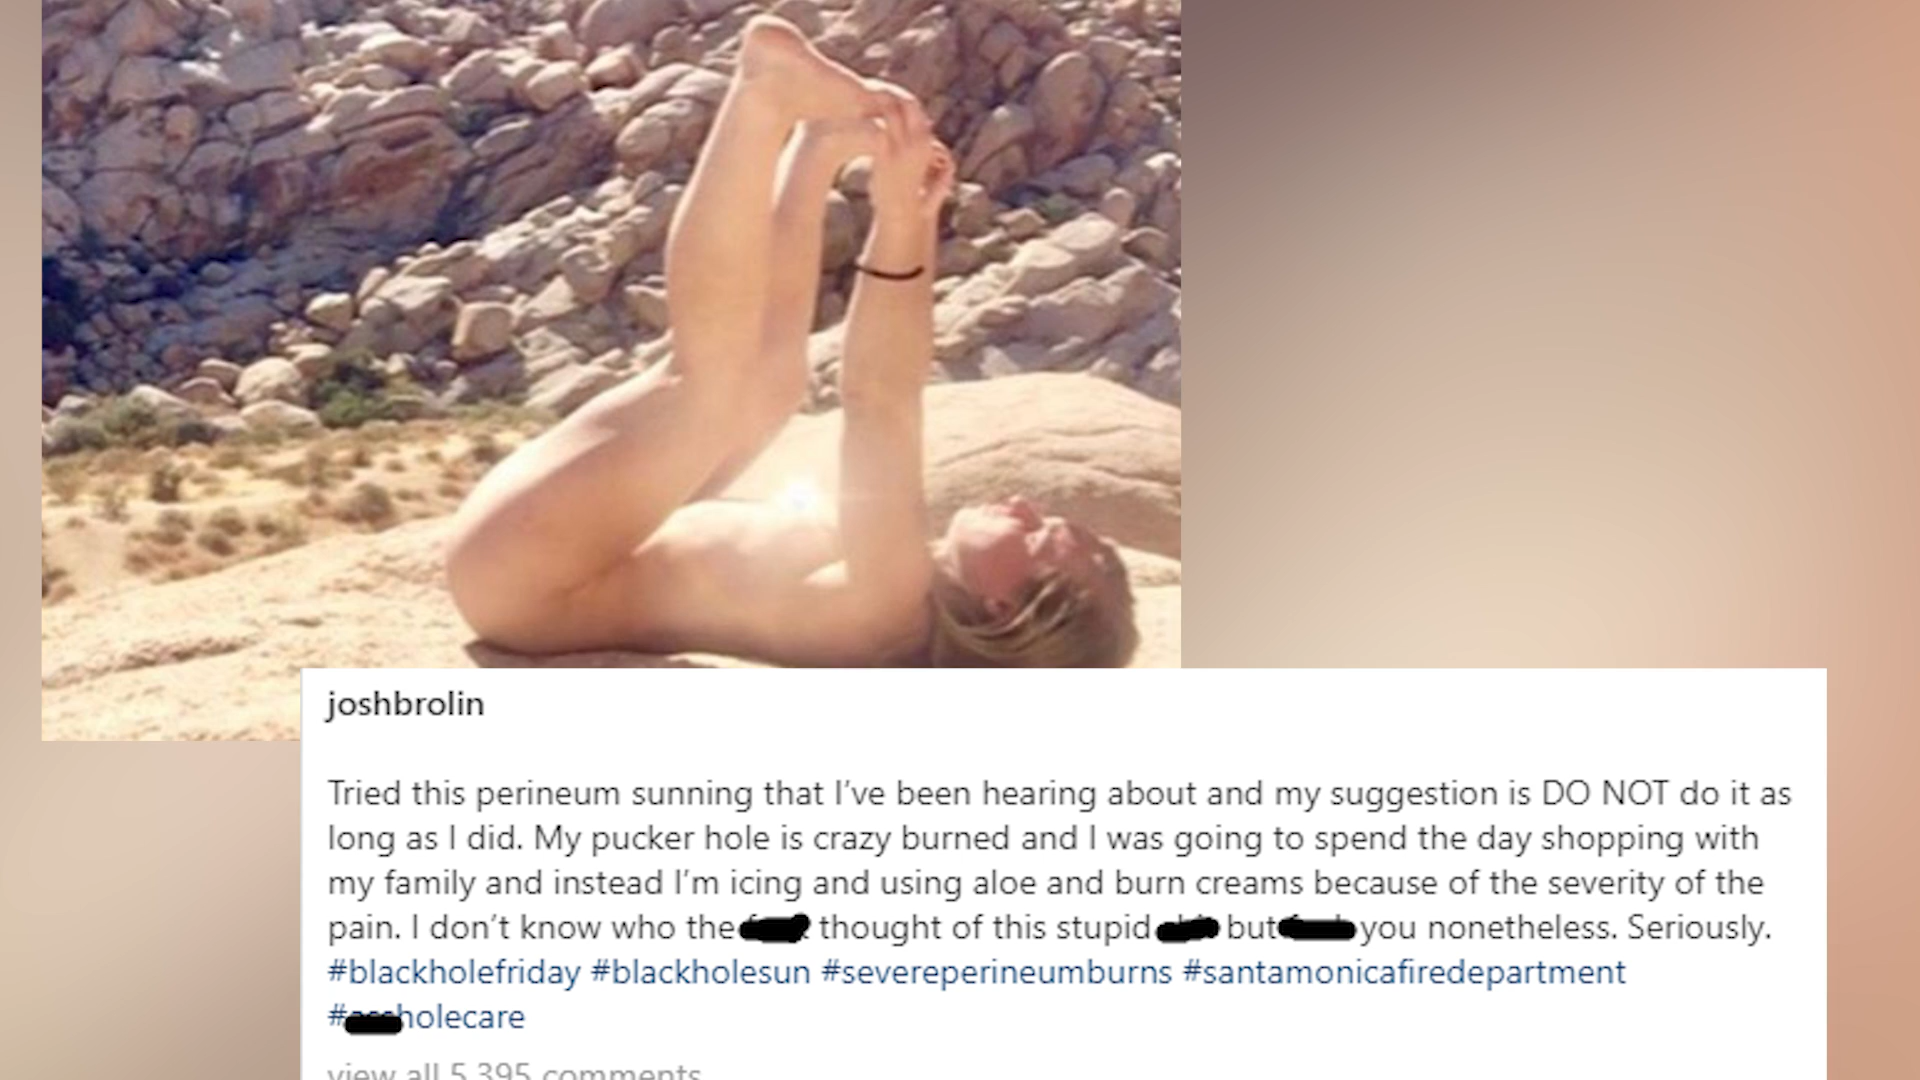 joshbrolin
Tried this perineum sunning that I've been hearing about and my suggestion is DO NOT do it as
long as I did. My pucker hole is crazy burned and I was going to spend the day shopping with
my family and instead I'm icing and using aloe and burn creams because of the severity of the
pain. I don't know who the thought of this stupid but you nonetheless. Seriously.
#blackholefriday #blackholesun #severeperineumburns #santamonicafiredepartment
#holecare
view all 5,395 comments